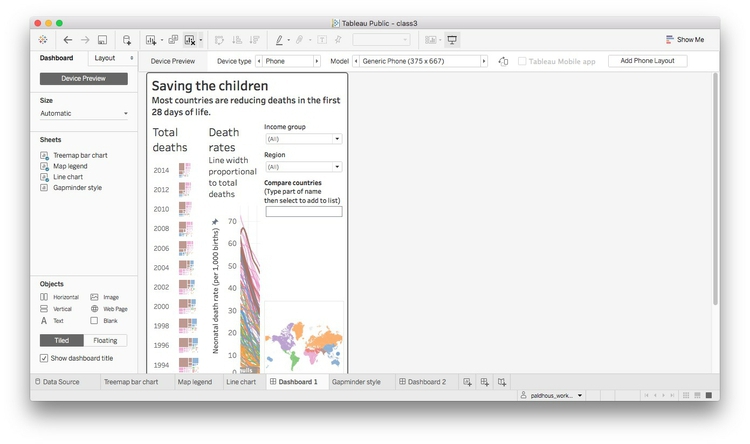 Tableau Public - class3
Show Me
Dashboard
Layout
Device Preview
Device type
Phone
Model
Generic Phone (375 x 667)
Tableau Mobile app
Add Phone Layout
Device Preview
Size
Automatic
Sheets
Treemap bar chart
Map legend
Line chart
Gapminder style
Objects
Horizontal
Image
Vertical
Web Page
Text
Blank
Tiled
Floating
Show dashboard title
Saving the children
Most countries are reducing deaths in the first
28 days of life.
Total
deaths
2014
2012
2010
2008
2006
2004
2002
2000
1998
1996
1994
Death
rates
Line width
proportional
to total
deaths
Neonatal death rate (per 1,000 births)
70
60
50
40
30
20
10
0
Income group
(All)
Region
(All)
Compare countries
(Type part of name
then select to add to list)
Data Source
Treemap bar chart
Map legend
Line chart
Dashboard 1
Gapminder style
Dashboard 2
paldhous_work...